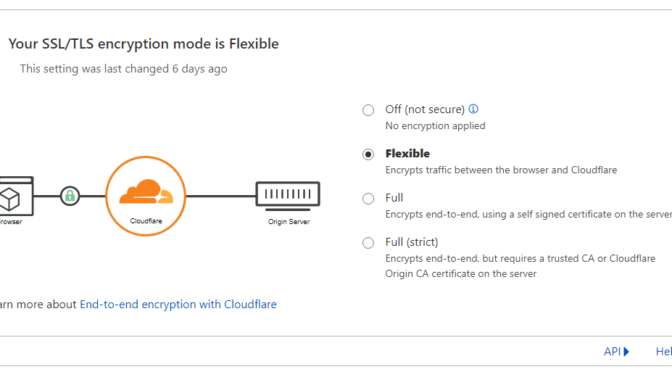 Your SSL/TLS encryption mode is Flexible
This setting was last changed 6 days ago
Off (not secure)
No encryption applied
Flexible
Encrypts traffic between the browser and Cloudflare
Full
Encrypts end-to-end, using a self signed certificate on the server
Full (strict)
Encrypts end-to-end, but requires a trusted CA or Cloudflare
Origin CA certificate on the server
rowser
Cloudflare
Origin Server
arn more about End-to-end encryption with Cloudflare
API
Hel